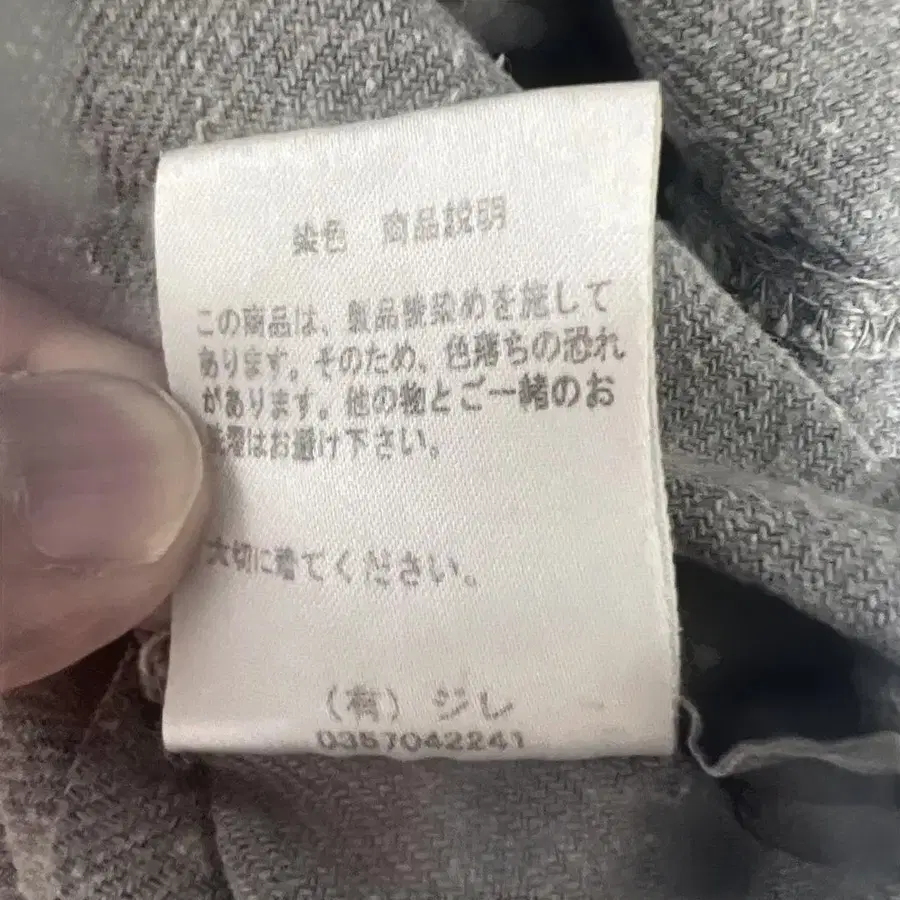 染色 商品説明
この商品は、製品後染めを施して
あります。そのため、色落ちの恐れ
があります。他の物とご一緒のお
洗濯はお避け下さい。
大切に着てください。
(有) ジレ
0357042241